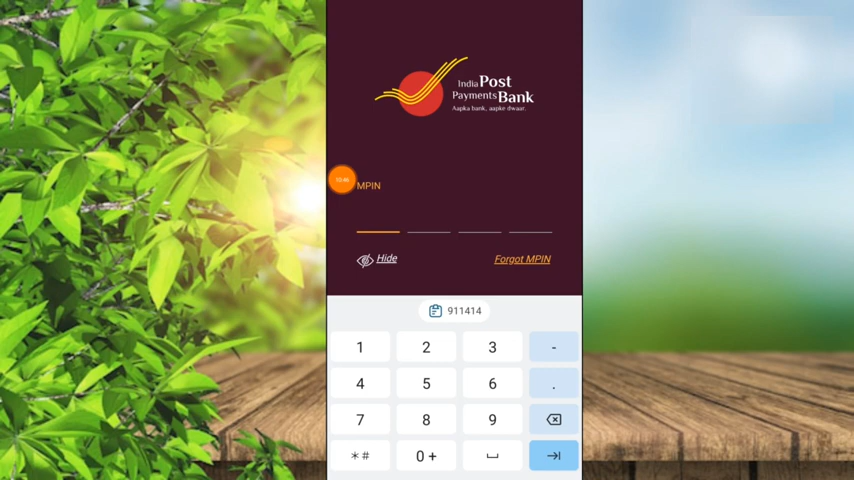 India Post
Payments Bank
Aapka bank, aapke dwaar.
MPIN
Hide
Forgot MPIN
911414
1 2 3 -
4 5 6 .
7 8 9
*# 0 +